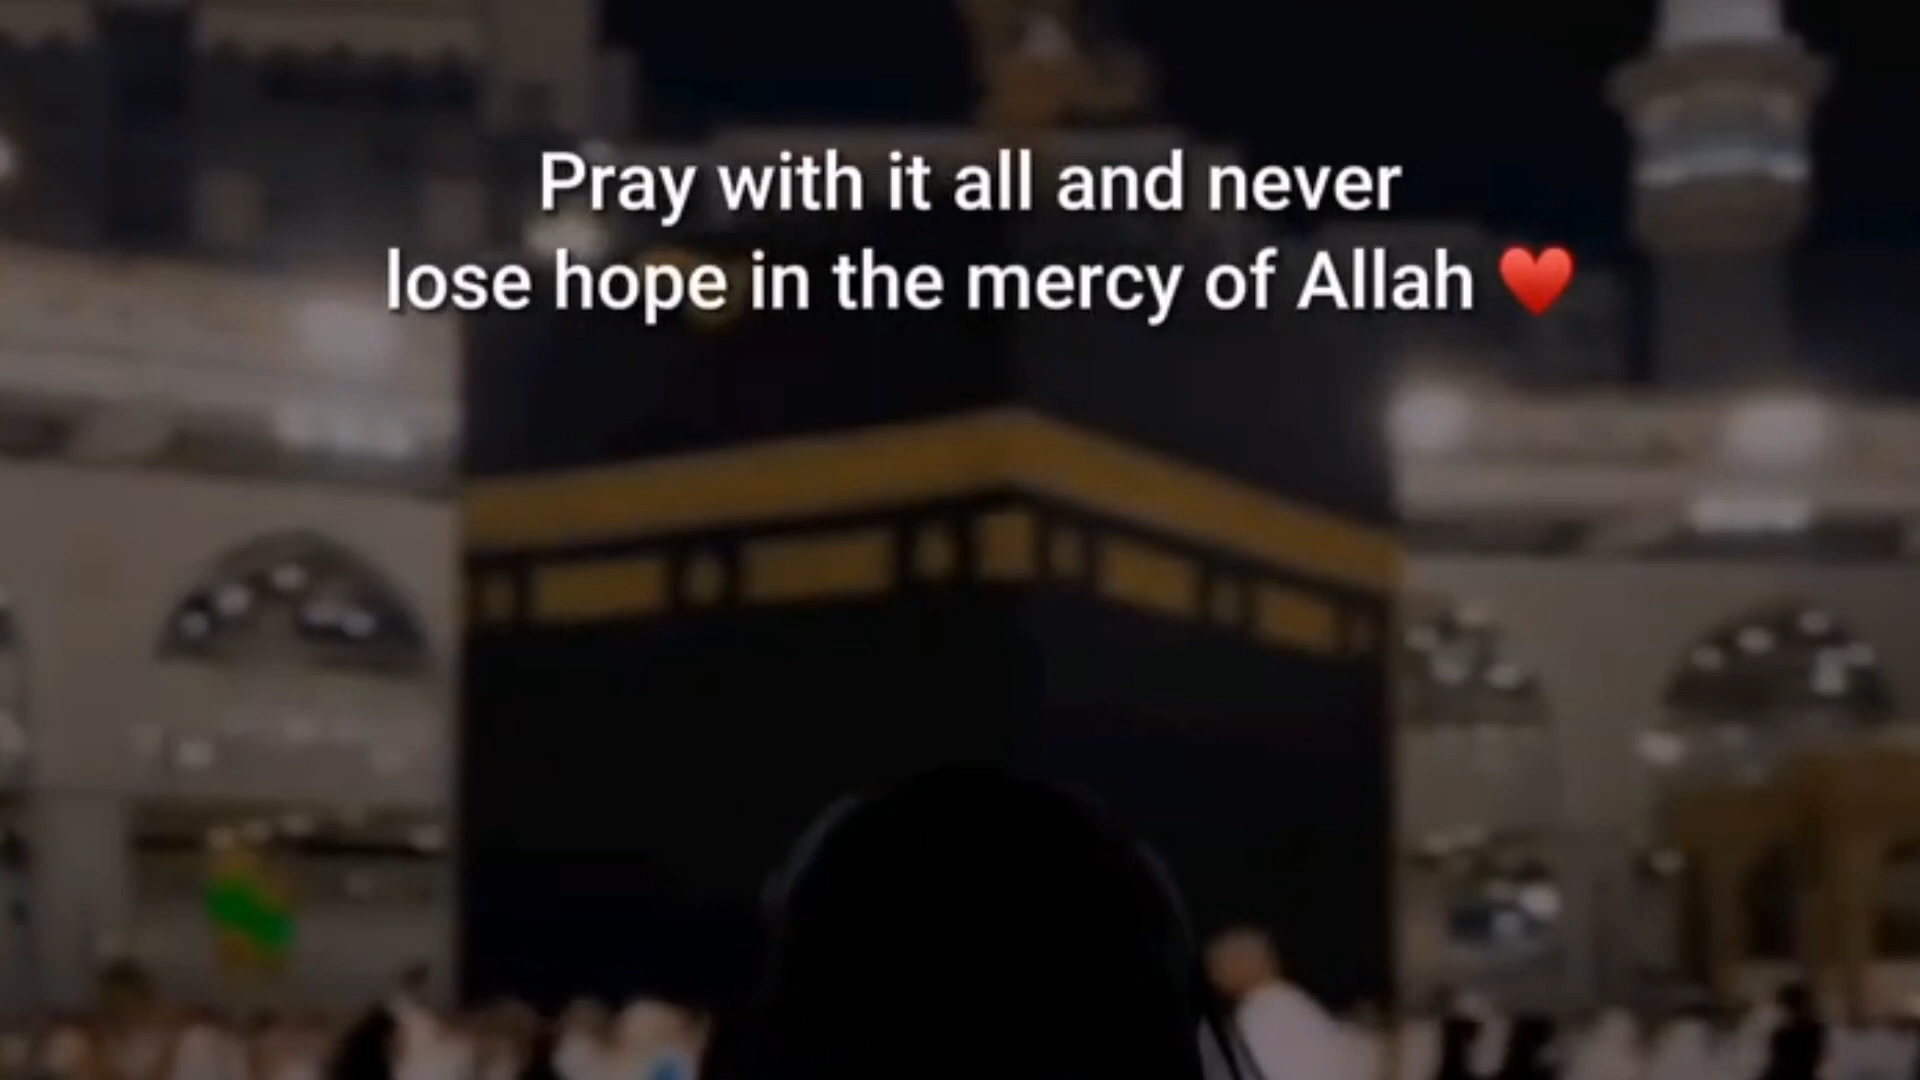 Pray with it all and never
lose hope in the mercy of Allah ❤️